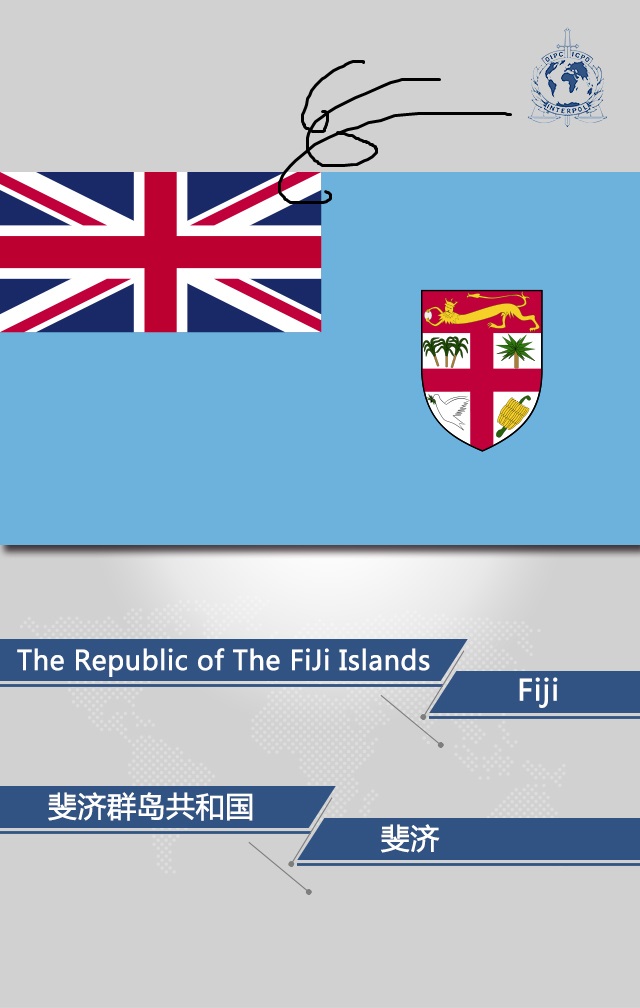 OIPC ICPO
INTERPOL
The Republic of The FiJi Islands
Fiji
斐济群岛共和国
斐济